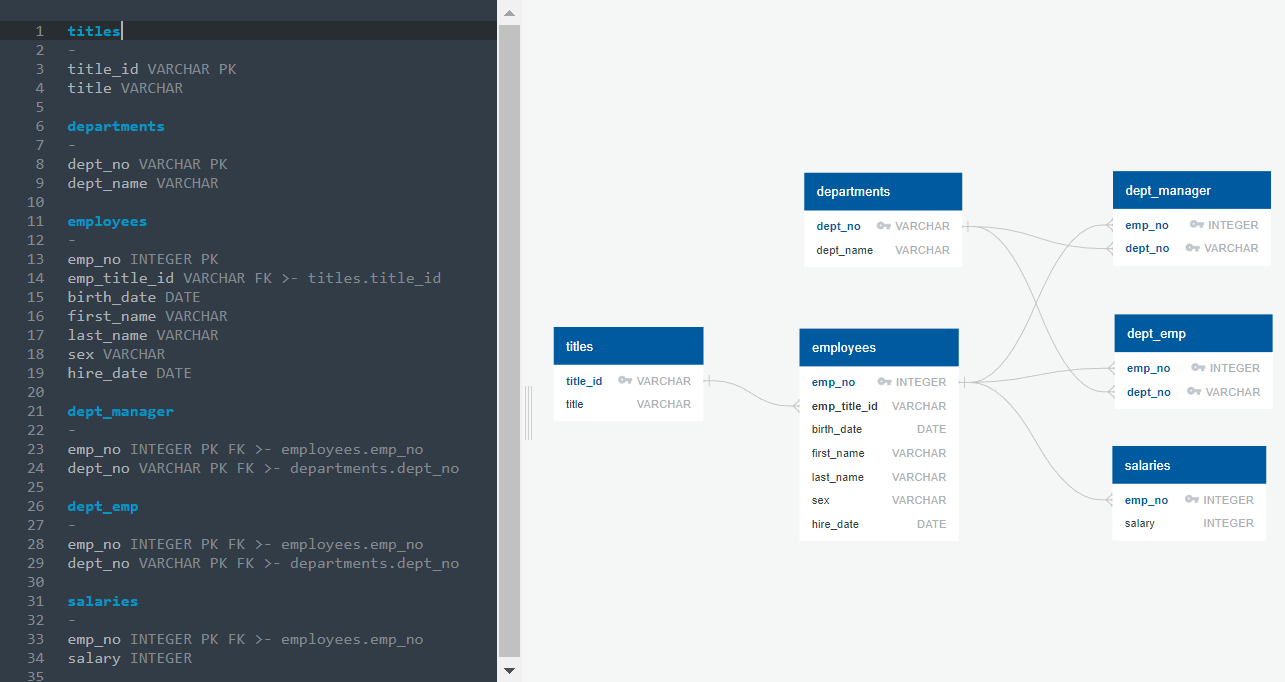 1 titles
2 -
3 title_id VARCHAR PK
4 title VARCHAR
5
6 departments
7 -
8 dept_no VARCHAR PK
9 dept_name VARCHAR
10
11 employees
12 -
13 emp_no INTEGER PK
14 emp_title_id VARCHAR FK >- titles.title_id
15 birth_date DATE
16 first_name VARCHAR
17 last_name VARCHAR
18 sex VARCHAR
19 hire_date DATE
20
21 dept_manager
22 -
23 emp_no INTEGER PK FK >- employees.emp_no
24 dept_no VARCHAR PK FK >- departments.dept_no
25
26 dept_emp
27 -
28 emp_no INTEGER PK FK >- employees.emp_no
29 dept_no VARCHAR PK FK >- departments.dept_no
30
31 salaries
32 -
33 emp_no INTEGER PK FK >- employees.emp_no
34 salary INTEGER
35
titles
title_id VARCHAR
title VARCHAR
departments
dept_no VARCHAR
dept_name VARCHAR
employees
emp_no INTEGER
emp_title_id VARCHAR
birth_date DATE
first_name VARCHAR
last_name VARCHAR
sex VARCHAR
hire_date DATE
dept_manager
emp_no INTEGER
dept_no VARCHAR
dept_emp
emp_no INTEGER
dept_no VARCHAR
salaries
emp_no INTEGER
salary INTEGER